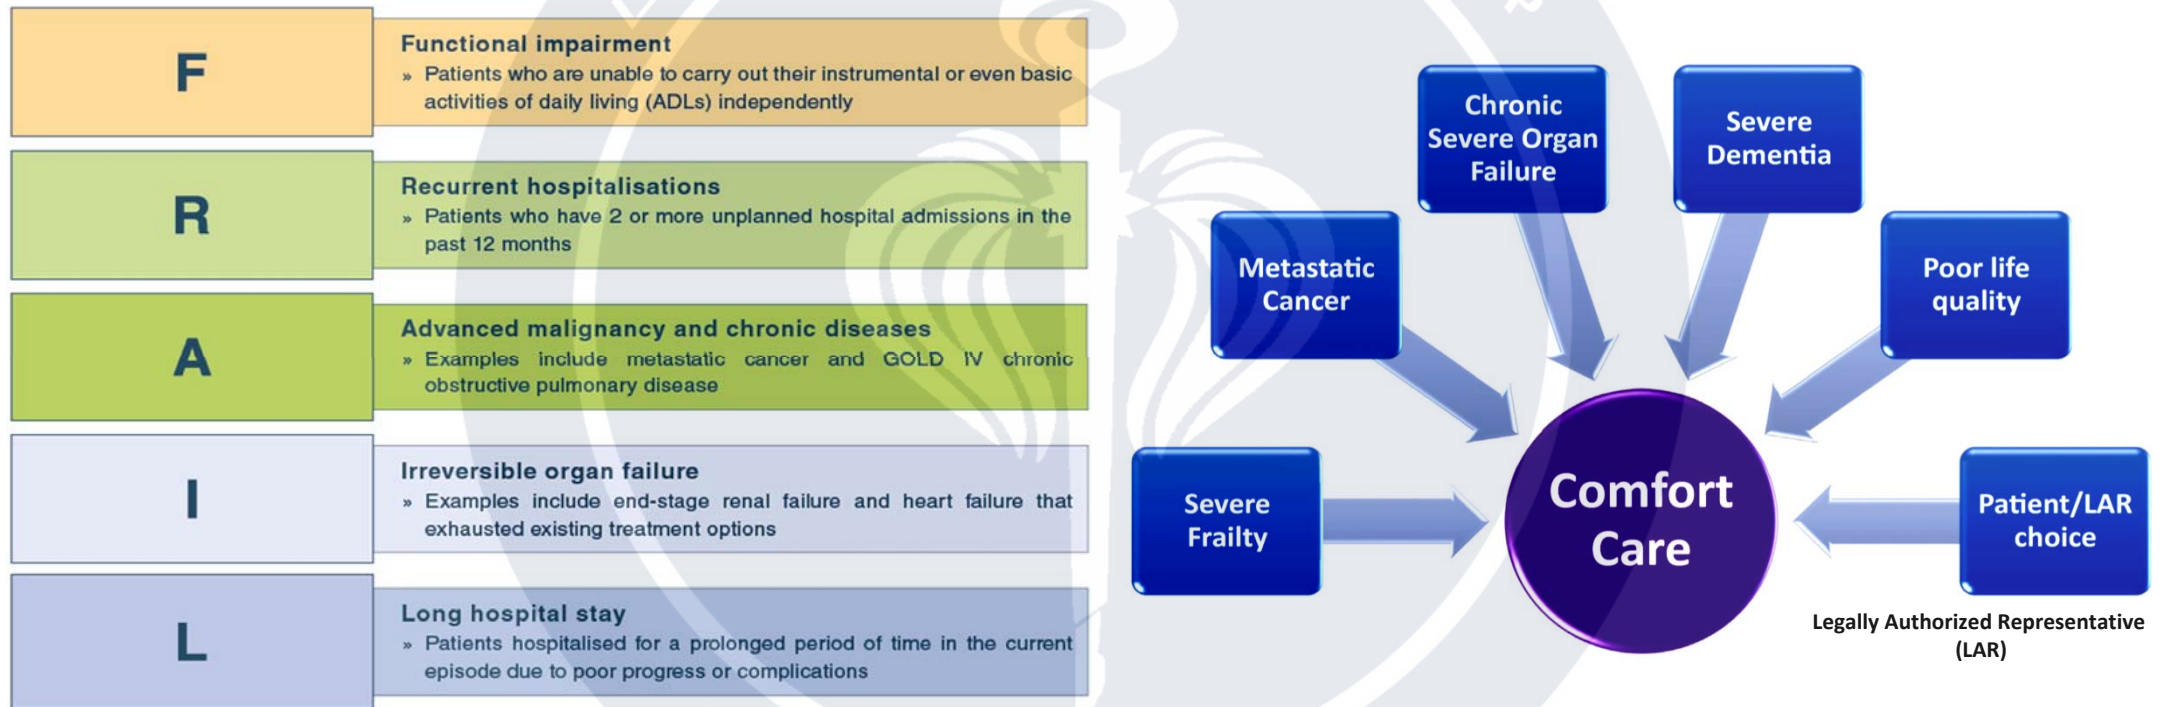 F
Functional impairment
» Patients who are unable to carry out their instrumental or even basic
activities of daily living (ADLs) independently
R
Recurrent hospitalisations
» Patients who have 2 or more unplanned hospital admissions in the
past 12 months
A
Advanced malignancy and chronic diseases
» Examples include metastatic cancer and GOLD IV chronic
obstructive pulmonary disease
I
Irreversible organ failure
» Examples include end-stage renal failure and heart failure that
exhausted existing treatment options
L
Long hospital stay
» Patients hospitalised for a prolonged period of time in the current
episode due to poor progress or complications
Severe
Frailty
Metastatic
Cancer
Chronic
Severe Organ
Failure
Severe
Dementia
Poor life
quality
Patient/LAR
choice
Comfort
Care
Legally Authorized Representative
(LAR)